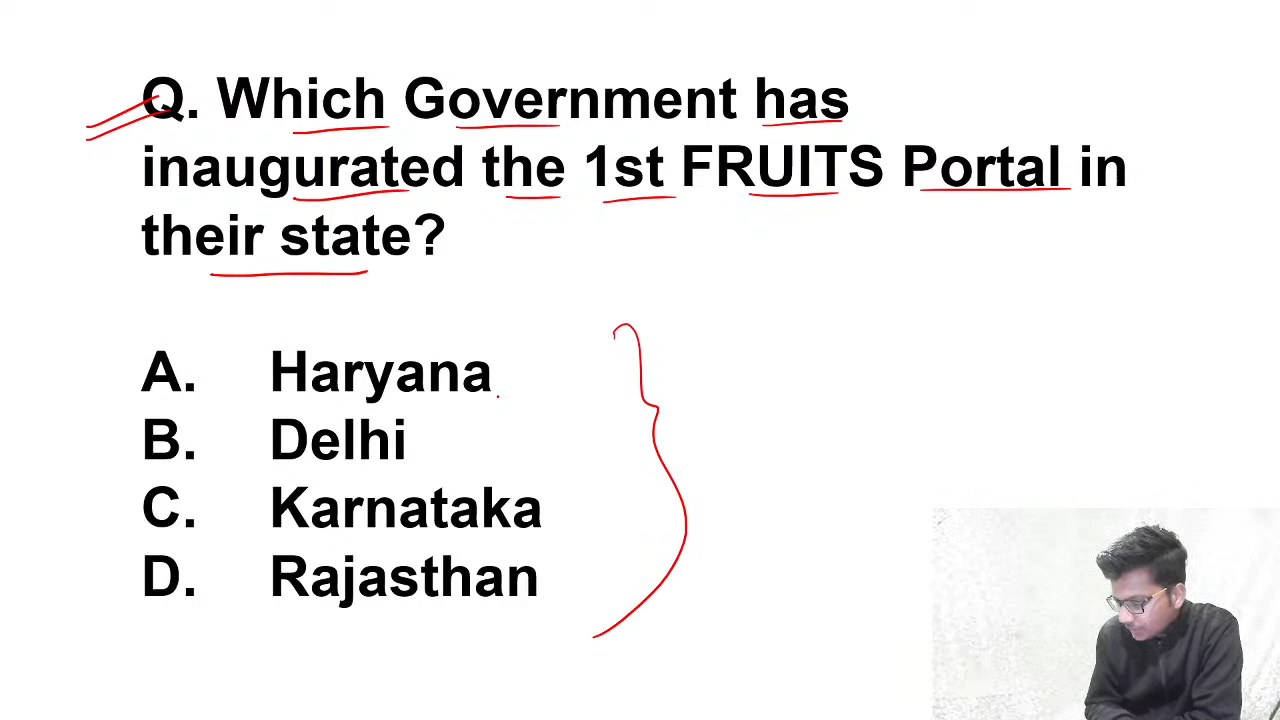 Q. Which Government has
inaugurated the 1st FRUITS Portal in
their state?
A. Haryana
B. Delhi
C. Karnataka
D. Rajasthan